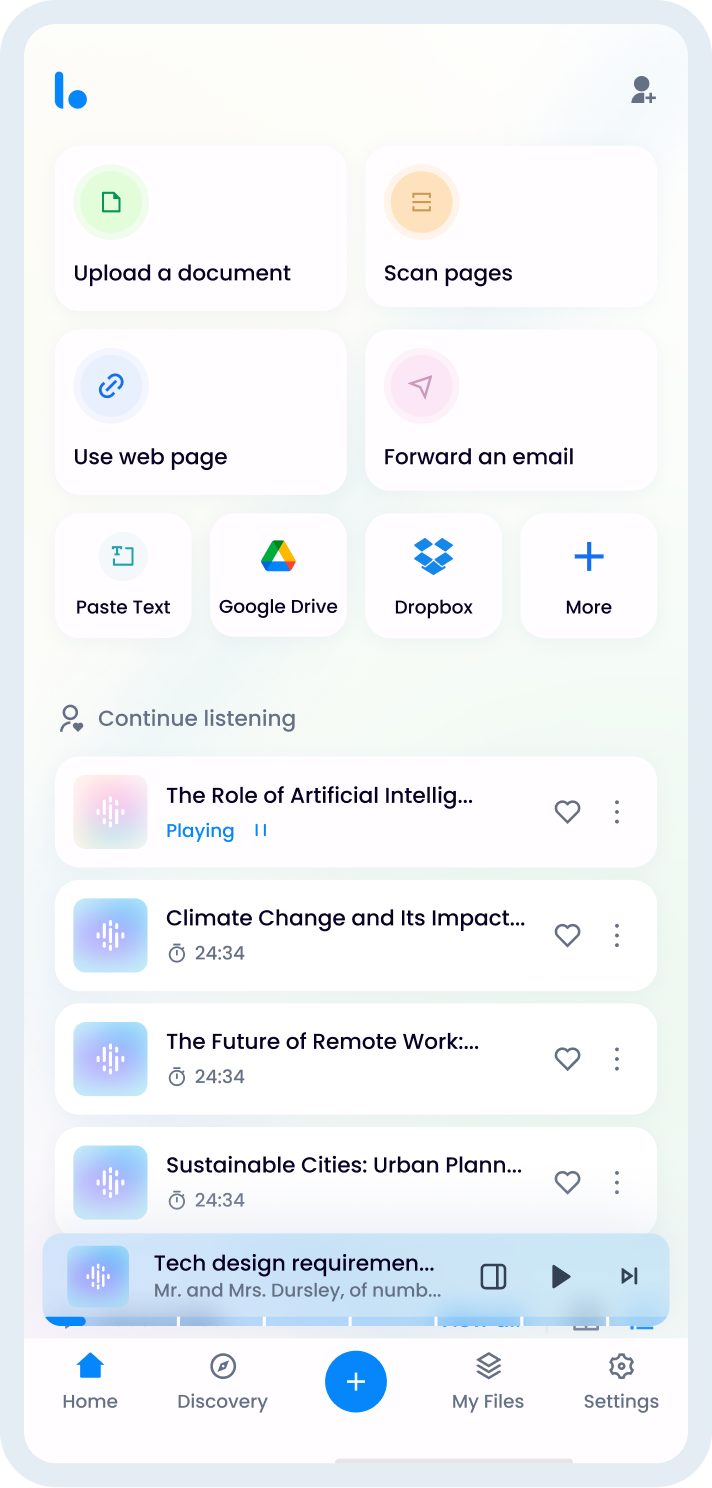 Upload a document
Scan pages
Use web page
Forward an email
Paste Text
Google Drive
Dropbox
More
Continue listening
The Role of Artificial Intellig...
Playing
Climate Change and Its Impact...
24:34
The Future of Remote Work:...
24:34
Sustainable Cities: Urban Plann...
24:34
Tech design requiremen...
Mr. and Mrs. Dursley, of numb...
Home
Discovery
My Files
Settings